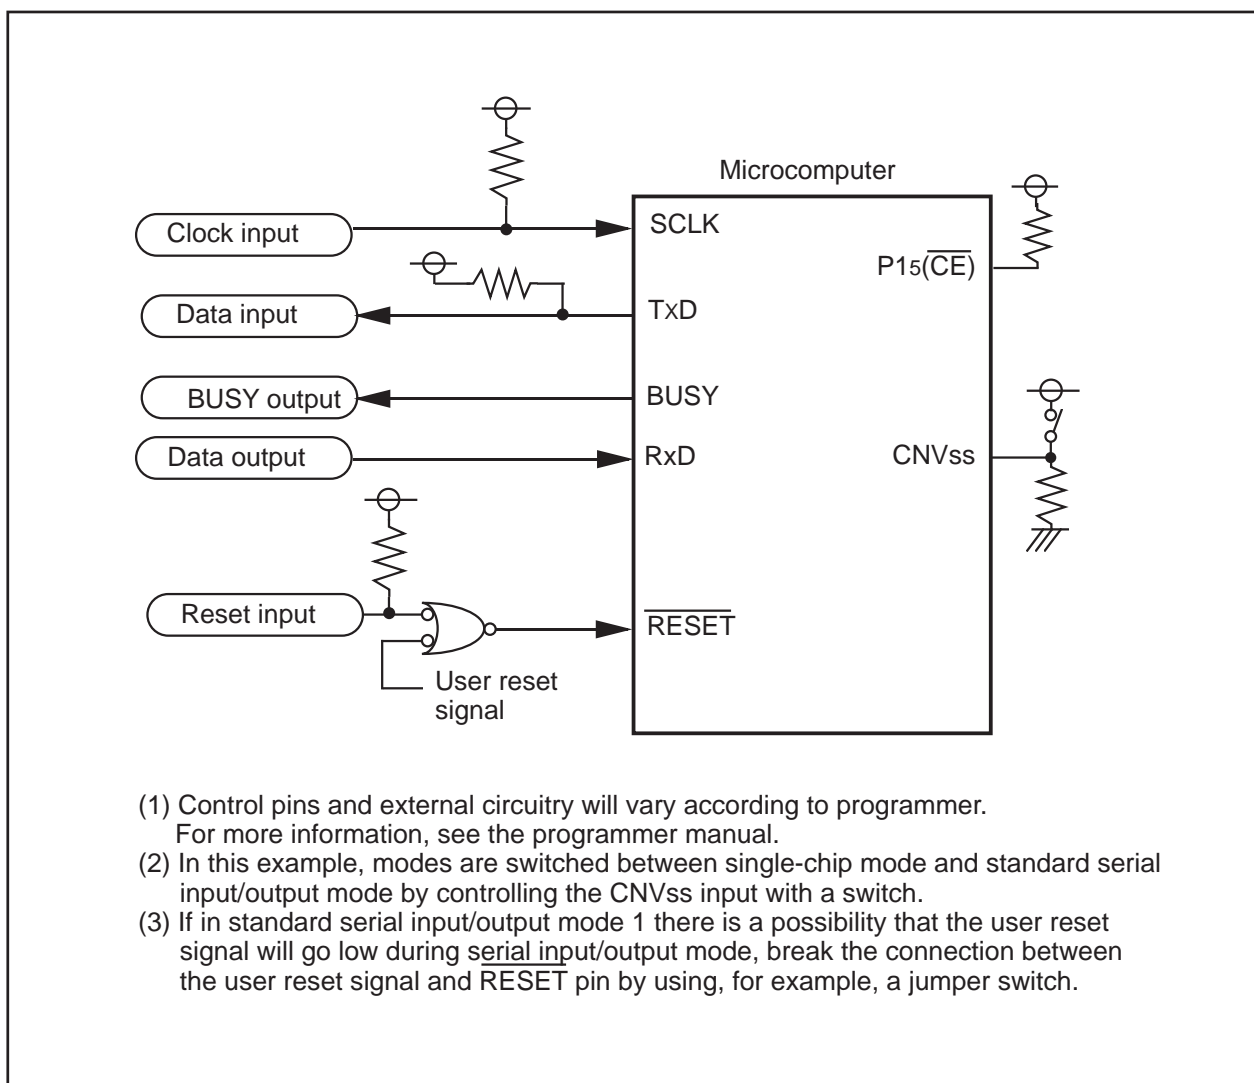 Microcomputer
Clock input
SCLK
P15(CE)
Data input
TxD
BUSY output
BUSY
Data output
RxD
CNVss
Reset input
RESET
User reset
signal
(1) Control pins and external circuitry will vary according to programmer.
For more information, see the programmer manual.
(2) In this example, modes are switched between single-chip mode and standard serial
input/output mode by controlling the CNVss input with a switch.
(3) If in standard serial input/output mode 1 there is a possibility that the user reset
signal will go low during serial input/output mode, break the connection between
the user reset signal and RESET pin by using, for example, a jumper switch.